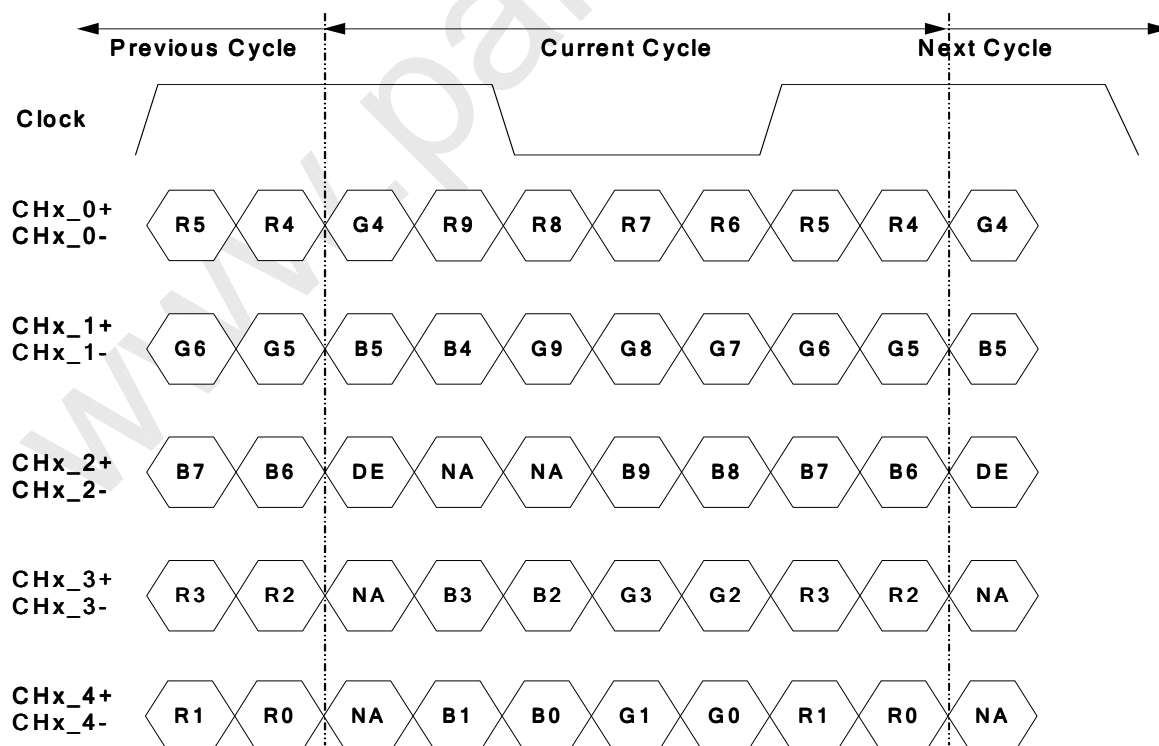 Previous Cycle Current Cycle Next Cycle
Clock
CHx_0+
CHx_0-
R5 R4 G4 R9 R8 R7 R6 R5 R4 G4
CHx_1+
CHx_1-
G6 G5 B5 B4 G9 G8 G7 G6 G5 B5
CHx_2+
CHx_2-
B7 B6 DE NA NA B9 B8 B7 B6 DE
CHx_3+
CHx_3-
R3 R2 NA B3 B2 G3 G2 R3 R2 NA
CHx_4+
CHx_4-
R1 R0 NA B1 B0 G1 G0 R1 R0 NA
www.pa